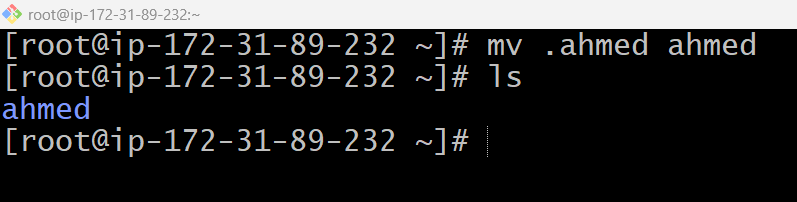 root@ip-172-31-89-232:~
[root@ip-172-31-89-232 ~]# mv .ahmed ahmed
[root@ip-172-31-89-232 ~]# ls
ahmed
[root@ip-172-31-89-232 ~]#